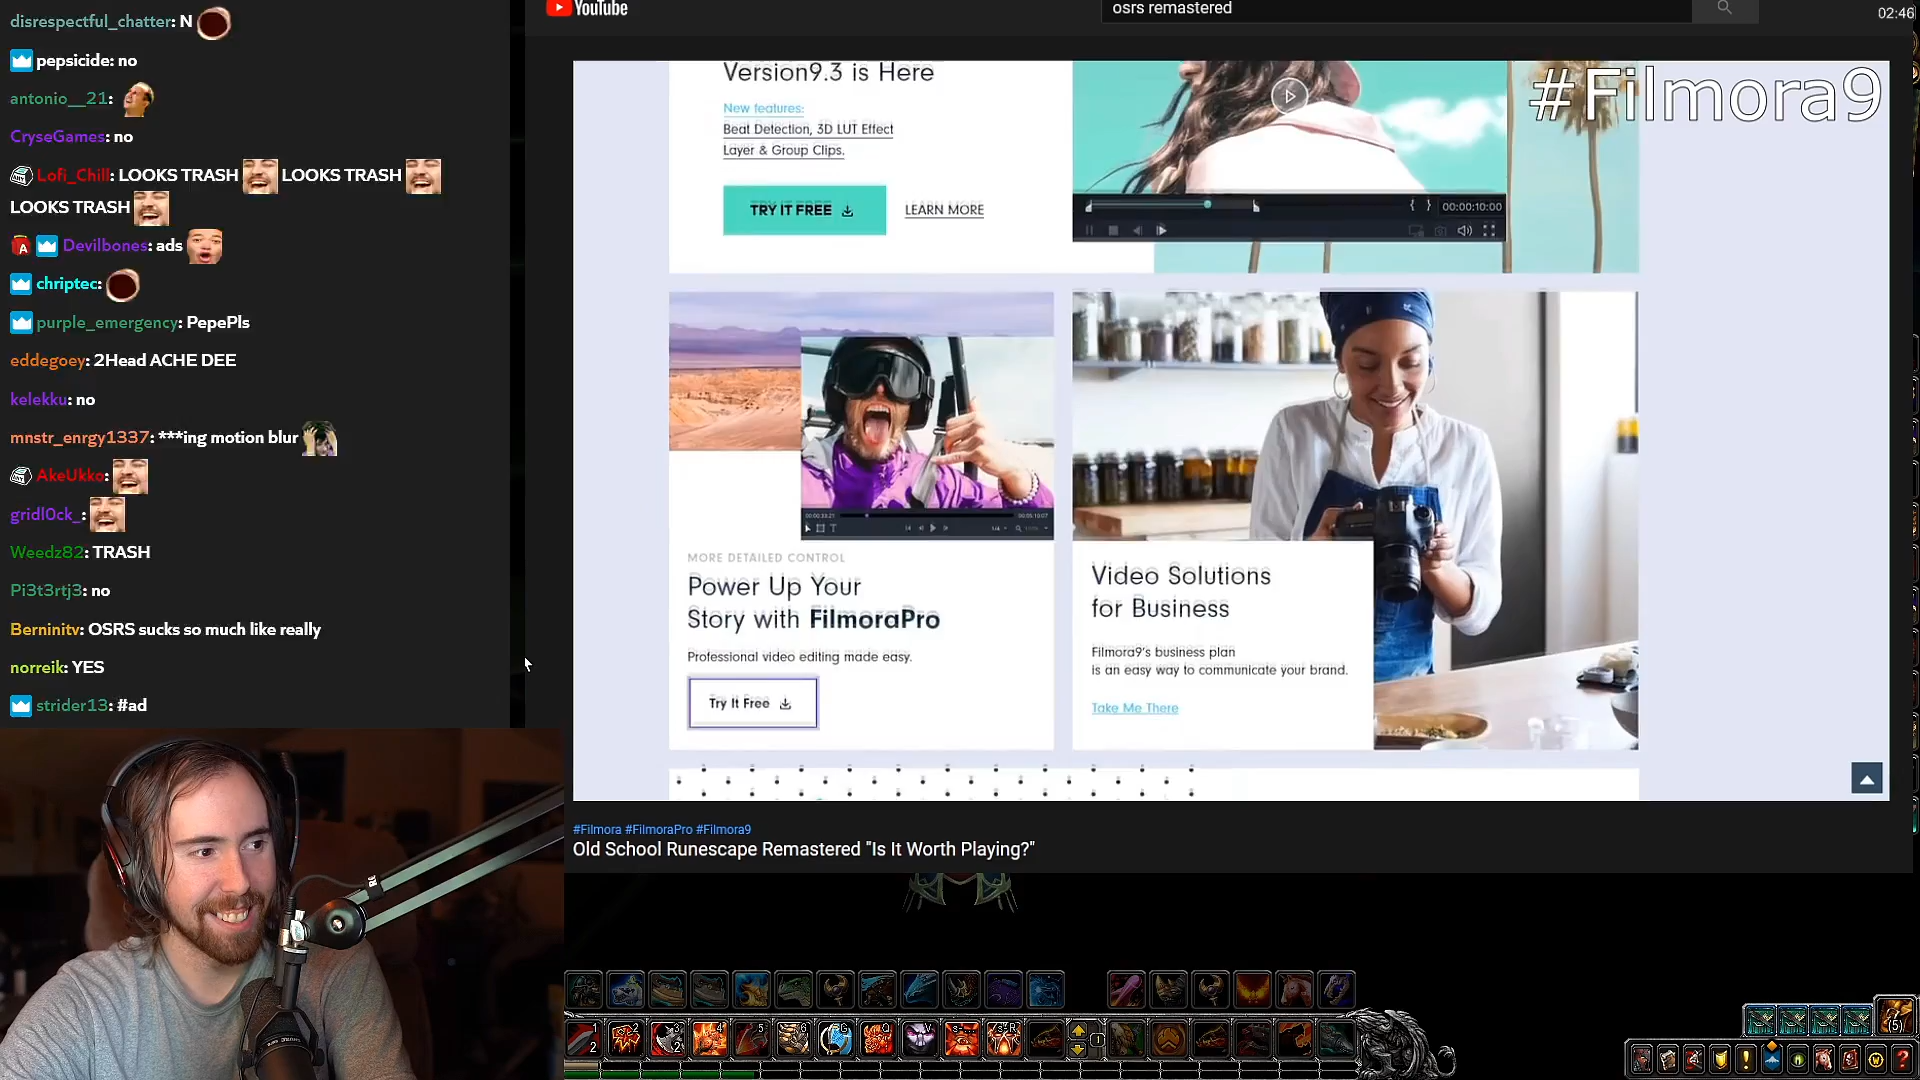 disrespectful_chatter: N
pepsicide: no
antonio__21:
CryseGames: no
Lofi_Chill: LOOKS TRASH LOOKS TRASH
LOOKS TRASH
Devilbones: ads
chriptec:
purple_emergency: PepePls
eddegoey: 2Head ACHE DEE
kelekku: no
mnstr_enrgy1337: ***ing motion blur
AkeUkko:
gridl0ck_:
Weedz82: TRASH
Pi3t3rtj3: no
Berninitv: OSRS sucks so much like really
norreik: YES
strider13: #ad
YouTube
osrs remastered
02:46
#Filmora9
Version9.3 is Here
New features:
Beat Detection, 3D LUT Effect
Layer & Group Clips.
TRY IT FREE
LEARN MORE
00:00:10:00
MORE DETAILED CONTROL
Power Up Your
Story with FilmoraPro
Professional video editing made easy.
Try It Free
Video Solutions
for Business
Filmora9's business plan
is an easy way to communicate your brand.
Take Me There
#Filmora #FilmoraPro #Filmora9
Old School Runescape Remastered "Is It Worth Playing?"